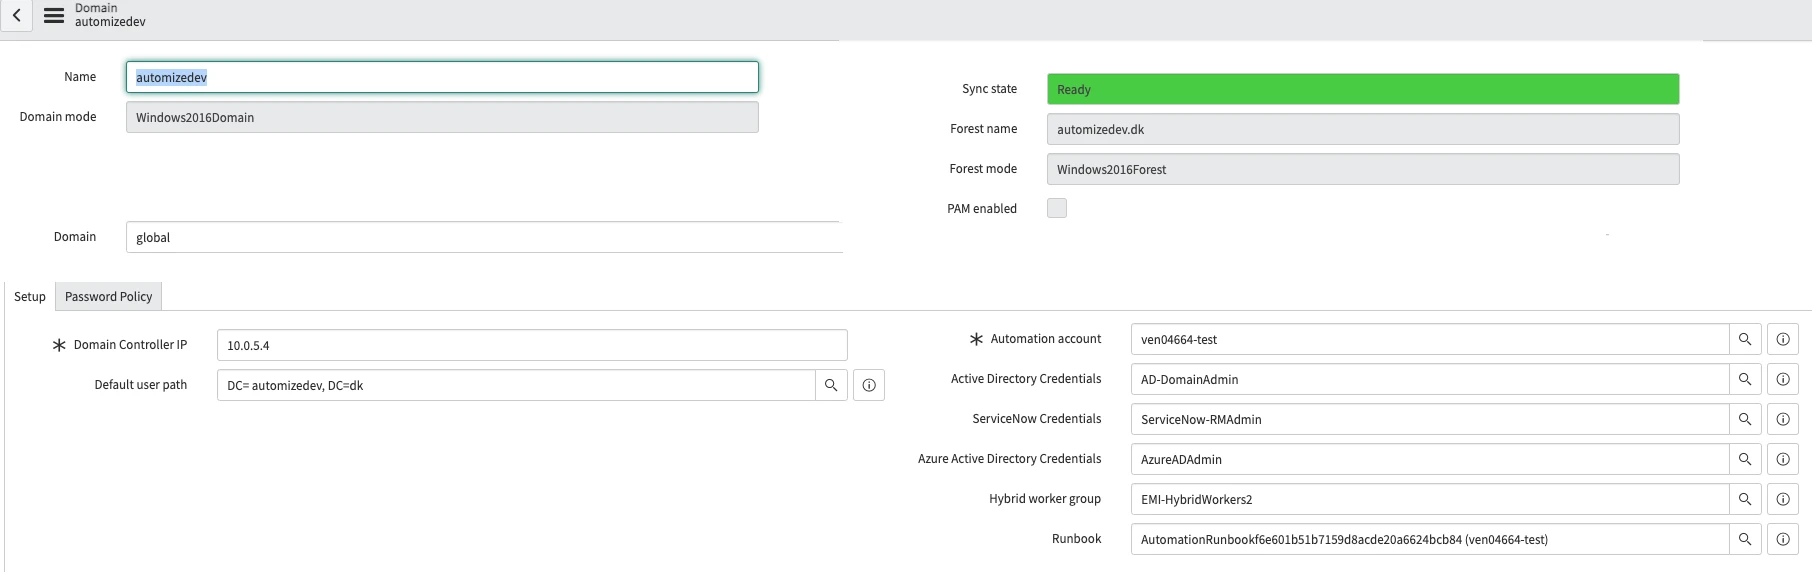 Domain
automizedev
Name
automizedev
Domain mode
Windows2016Domain
Sync state
Ready
Forest name
automizedev.dk
Forest mode
Windows2016Forest
PAM enabled
Domain
global
Setup
Password Policy
Domain Controller IP
10.0.5.4
Default user path
DC= automizedev, DC=dk
Automation account
ven04664-test
Active Directory Credentials
AD-DomainAdmin
ServiceNow Credentials
ServiceNow-RMAdmin
Azure Active Directory Credentials
AzureADAdmin
Hybrid worker group
EMI-HybridWorkers2
Runbook
AutomationRunbookf6e601b51b7159d8acde20a6624bcb84 (ven04664-test)